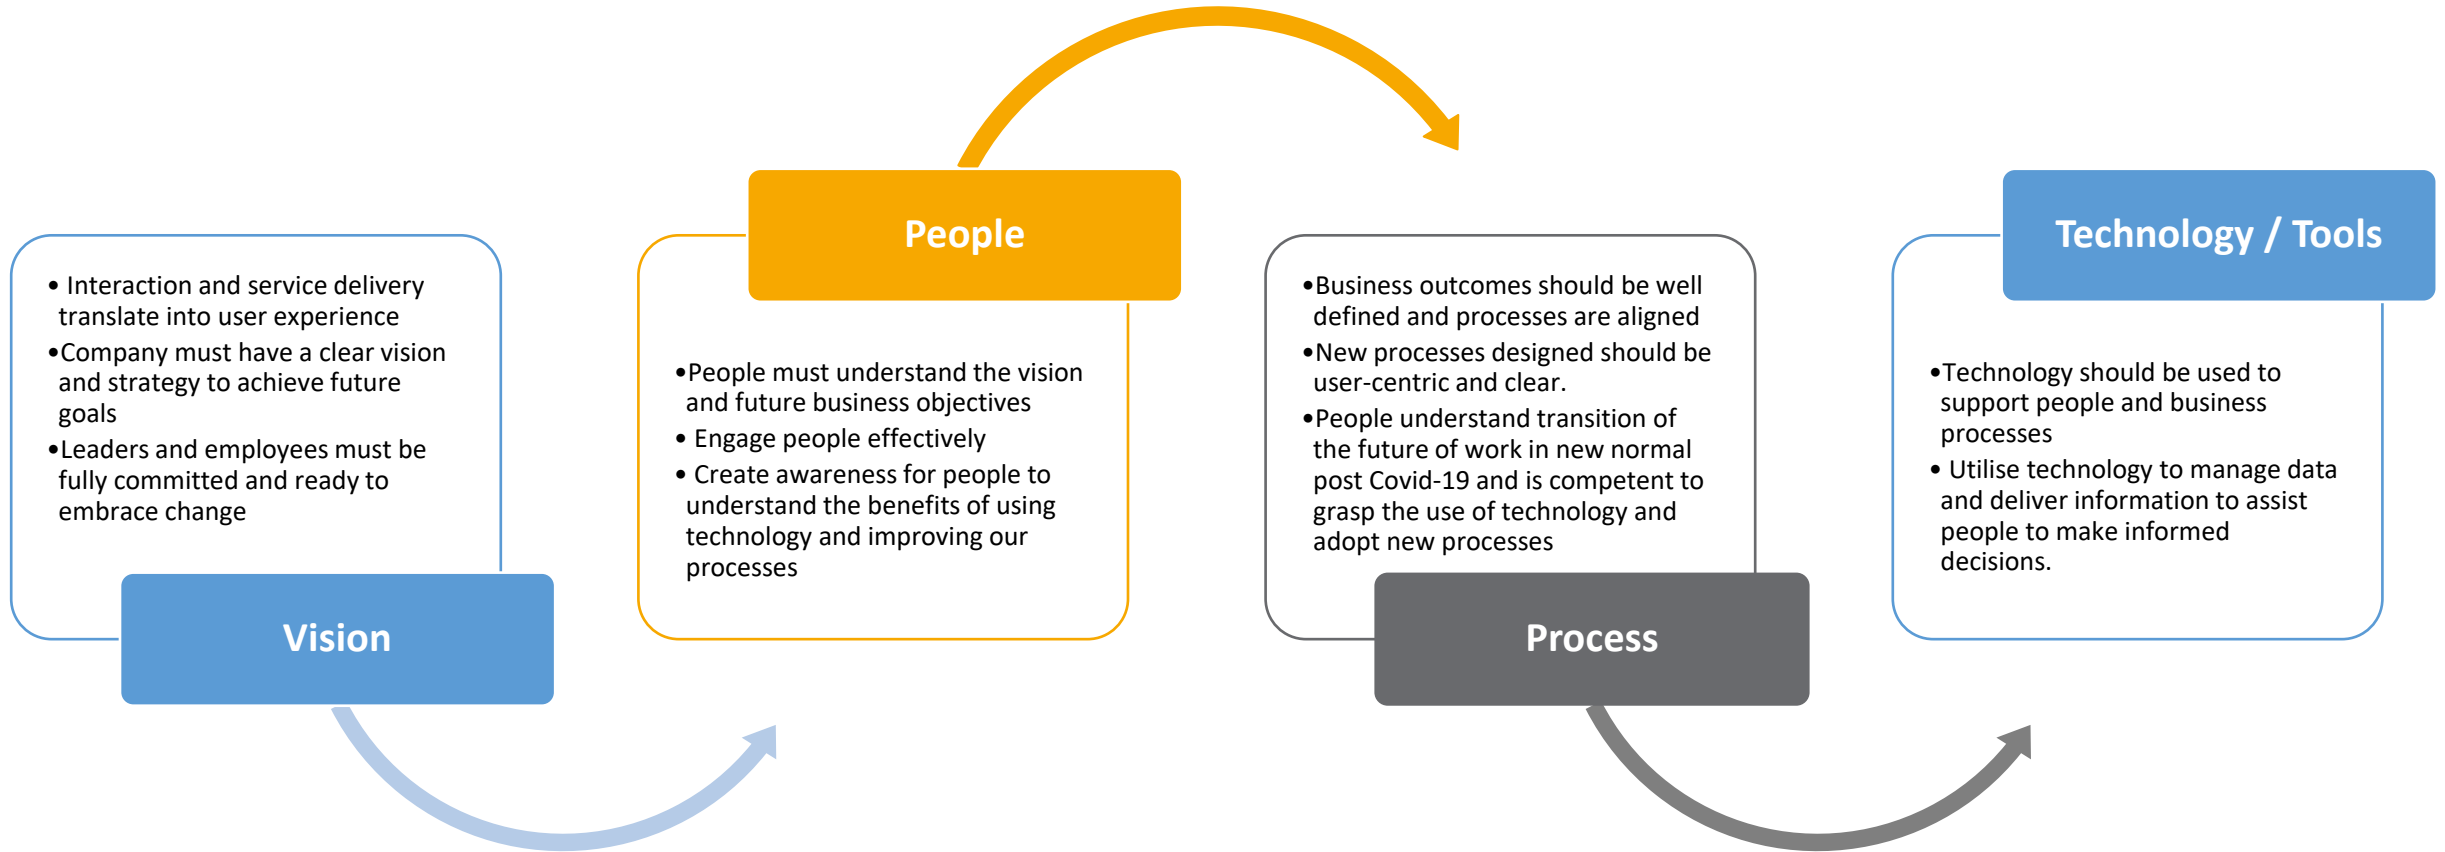 • Interaction and service delivery
translate into user experience
•Company must have a clear vision
and strategy to achieve future
goals
•Leaders and employees must be
fully committed and ready to
embrace change
Vision
People
•People must understand the vision
and future business objectives
• Engage people effectively
• Create awareness for people to
understand the benefits of using
technology and improving our
processes
•Business outcomes should be well
defined and processes are aligned
•New processes designed should be
user-centric and clear.
•People understand transition of
the future of work in new normal
post Covid-19 and is competent to
grasp the use of technology and
adopt new processes
Process
Technology / Tools
•Technology should be used to
support people and business
processes
• Utilise technology to manage data
and deliver information to assist
people to make informed
decisions.